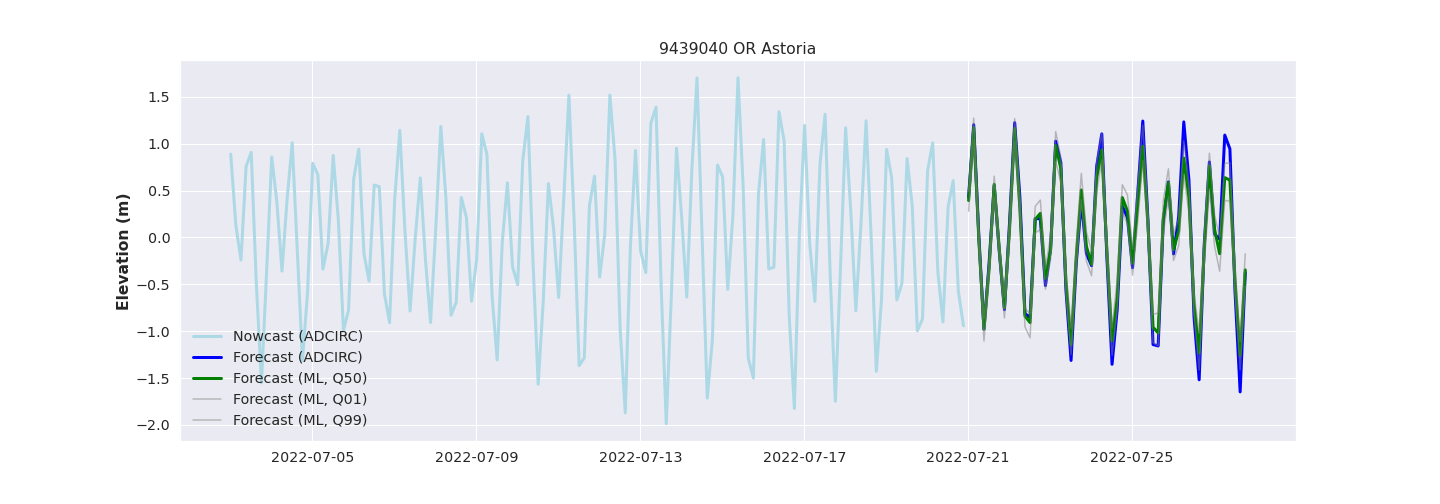 9439040 OR Astoria
Elevation (m)
1.5
1.0
0.5
0.0
−0.5
−1.0
−1.5
−2.0
Nowcast (ADCIRC)
Forecast (ADCIRC)
Forecast (ML, Q50)
Forecast (ML, Q01)
Forecast (ML, Q99)
2022-07-05 2022-07-09 2022-07-13 2022-07-17 2022-07-21 2022-07-25